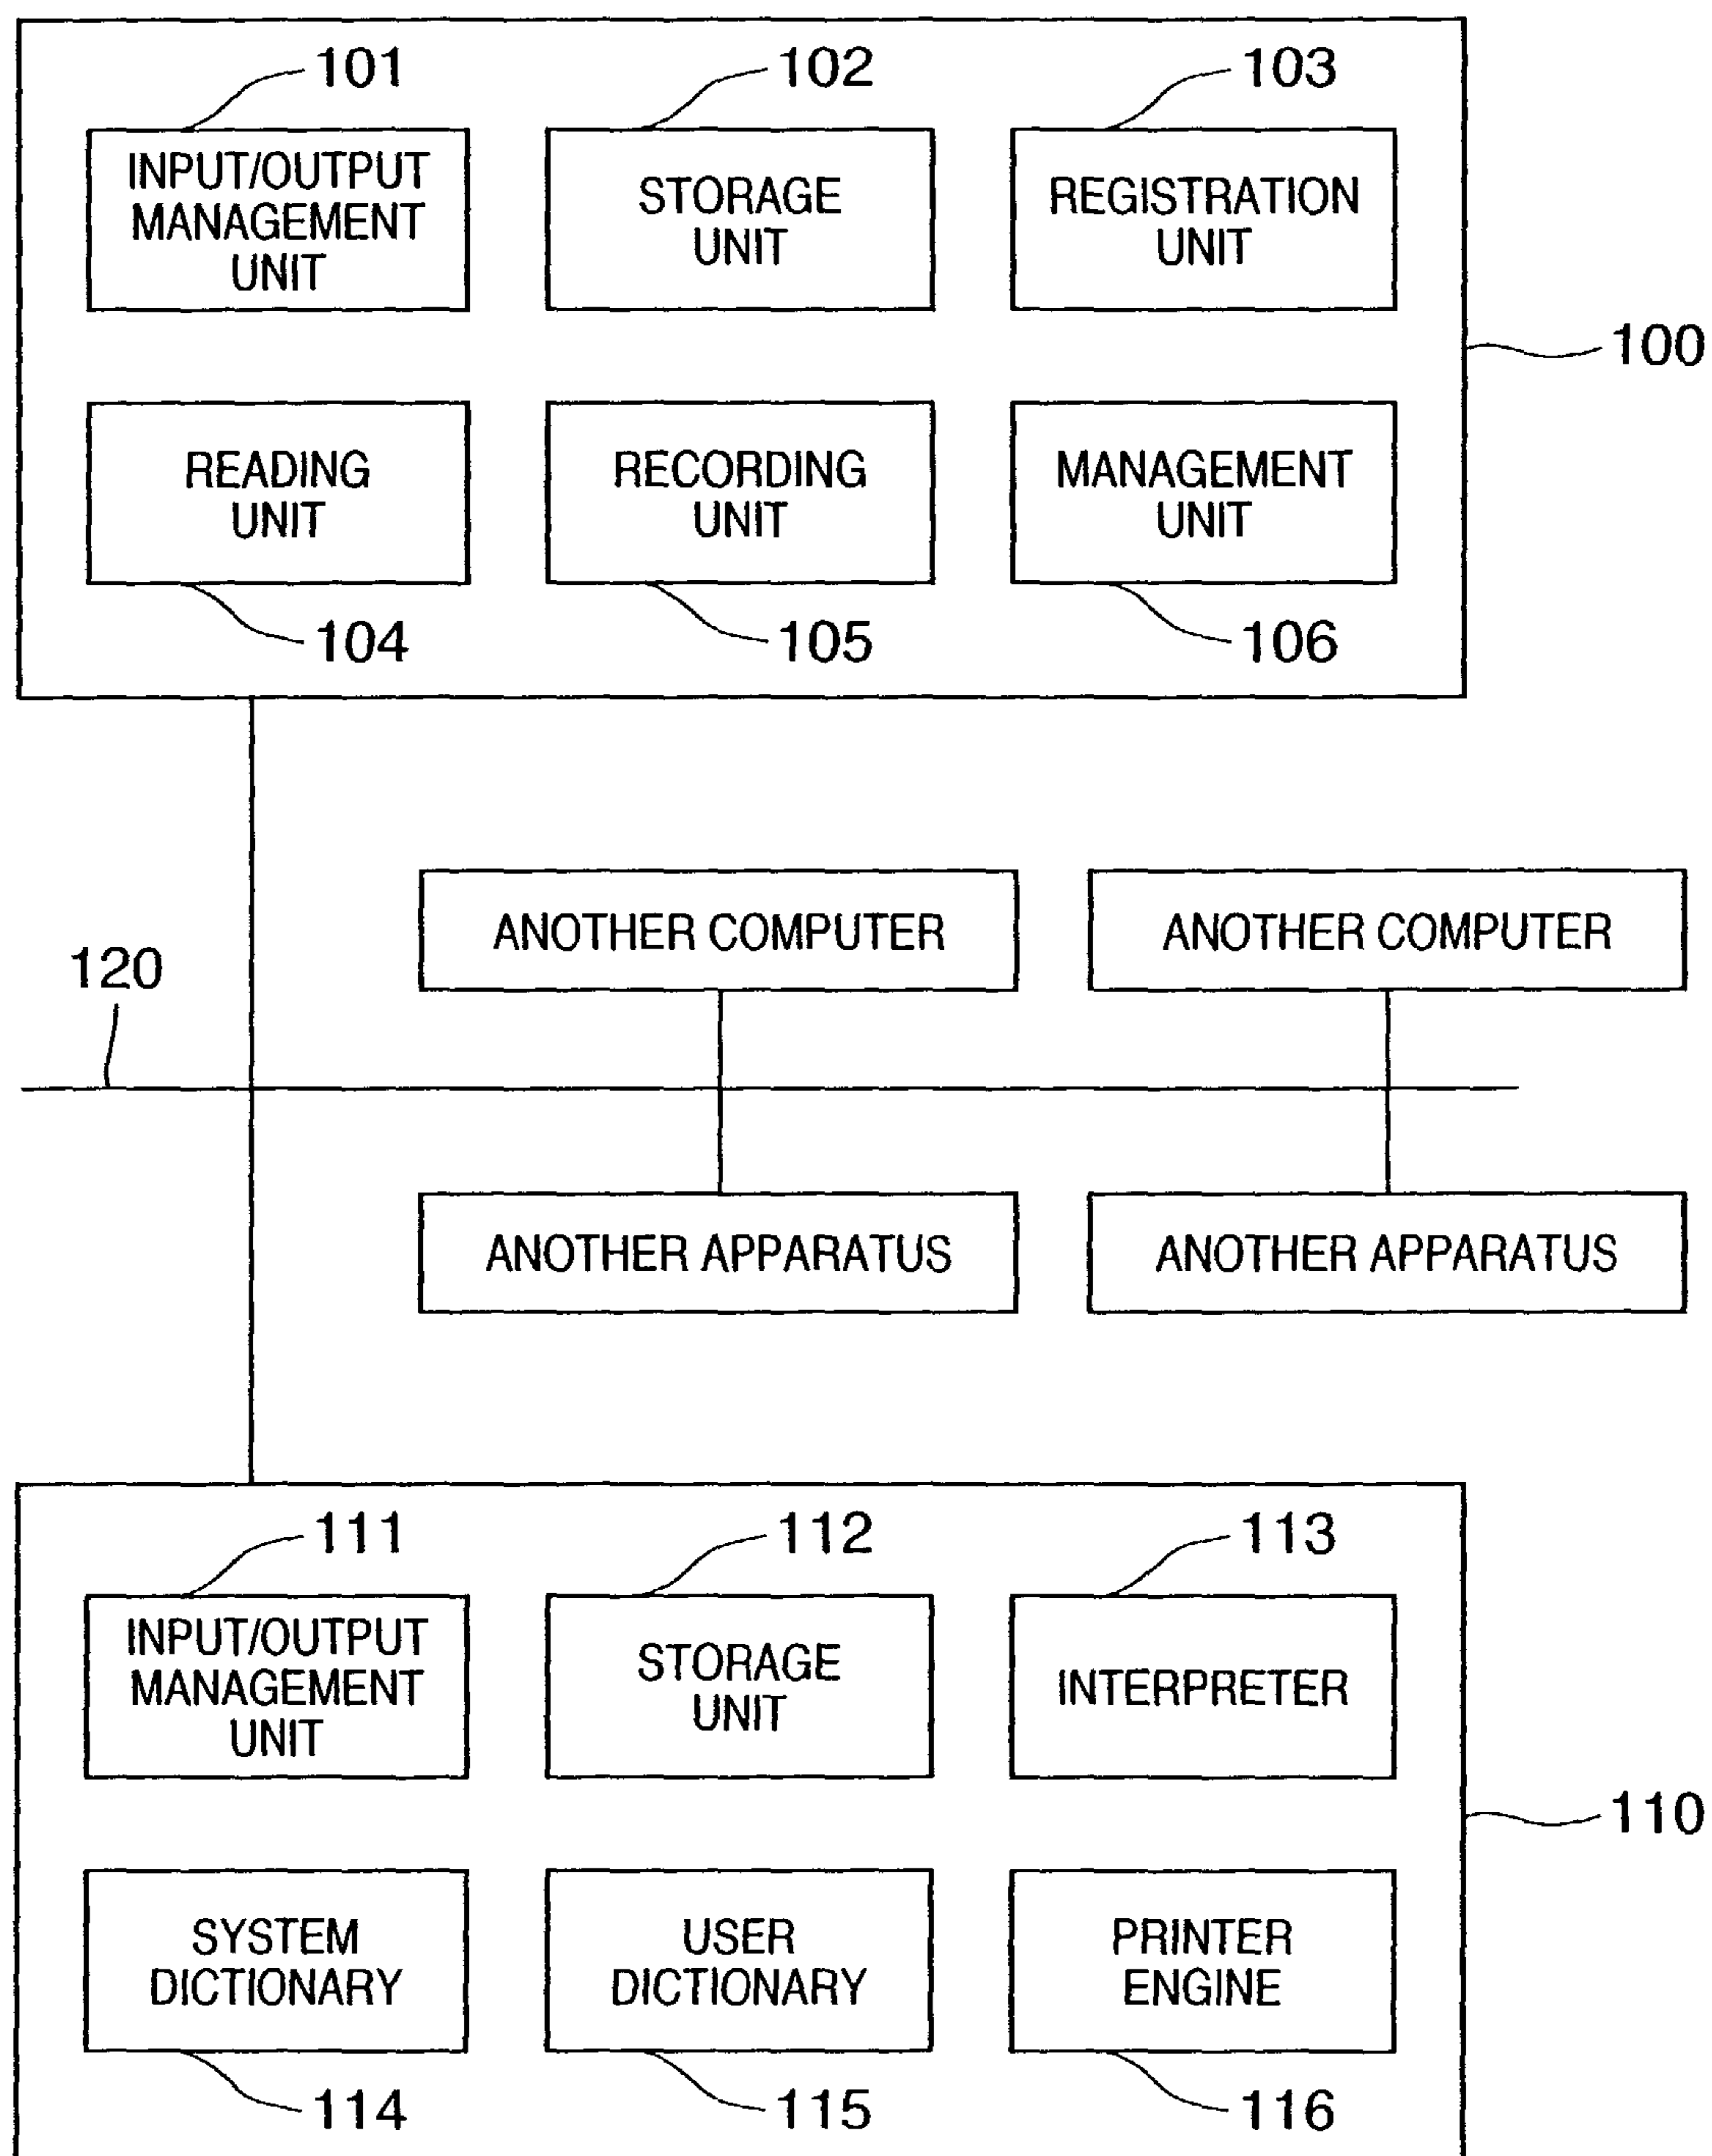 101
102
103
INPUT/OUTPUT
MANAGEMENT
UNIT
STORAGE
UNIT
REGISTRATION
UNIT
100
READING
UNIT
RECORDING
UNIT
MANAGEMENT
UNIT
104
105
106
ANOTHER COMPUTER
ANOTHER COMPUTER
120
ANOTHER APPARATUS
ANOTHER APPARATUS
111
112
113
INPUT/OUTPUT
MANAGEMENT
UNIT
STORAGE
UNIT
INTERPRETER
110
SYSTEM
DICTIONARY
USER
DICTIONARY
PRINTER
ENGINE
114
115
116